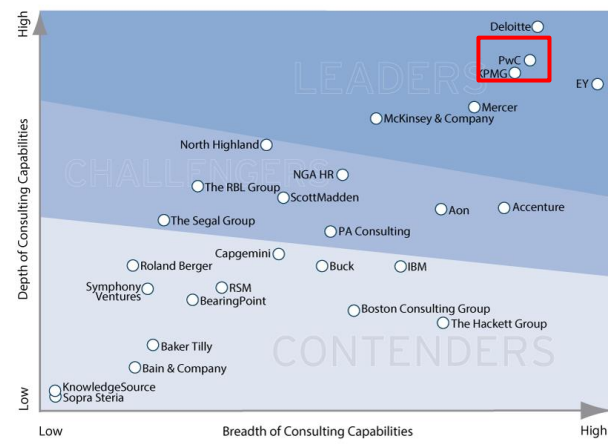 High
Deloitte
PwC
KPMG
LEADERS
EY
Mercer
McKinsey & Company
North Highland
CHALLENGERS
NGA HR
The RBL Group
ScottMadden
Aon
Accenture
The Segal Group
PA Consulting
Depth of Consulting Capabilities
Capgemini
Roland Berger
Buck
IBM
Symphony
Ventures
RSM
BearingPoint
Boston Consulting Group
The Hackett Group
Baker Tilly
CONTENDERS
Bain & Company
KnowledgeSource
Sopra Steria
Low
Low
Breadth of Consulting Capabilities
High